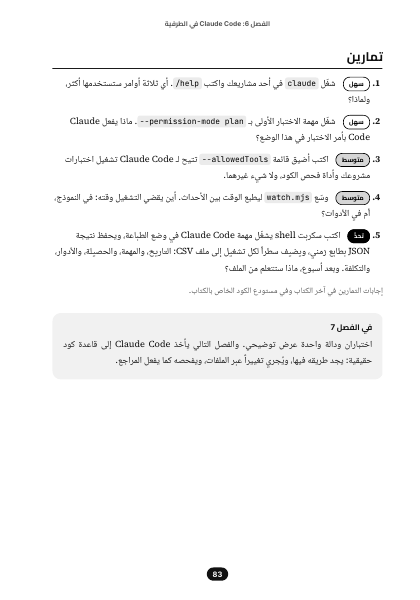 الفصل 6: Claude Code في الطرفية
تمارين
1. سهل شغّل claude في أحد مشاريعك واكتب /help. أي ثلاثة أوامر ستستخدمها أكثر،
ولماذا؟
2. سهل شغّل مهمة الاختبار الأولى بـ --permission-mode plan. ماذا يفعل Claude
Code بأمر الاختبار في هذا الوضع؟
3. متوسط اكتب أضيق قائمة --allowedTools تتيح لـ Claude Code تشغيل اختبارات
مشروعك وأداة فحص الكود، ولا شيء غيرهما.
4. متوسط وسّع watch.mjs ليطبع الوقت بين الأحداث. أين يقضي التشغيل وقته: في النموذج،
أم في الأدوات؟
5. تحدٍّ اكتب سكربت shell يشغّل مهمة Claude Code في وضع الطباعة، ويحفظ نتيجة
JSON بطابع زمني، ويضيف سطراً لكل تشغيل إلى ملف CSV: التاريخ، والمهمة، والحصيلة، والأدوار،
والتكلفة. وبعد أسبوع، ماذا ستتعلم من الملف؟
إجابات التمارين في آخر الكتاب وفي مستودع الكود الخاص بالكتاب.
في الفصل 7
اختباران ودالة واحدة عرض توضيحي. والفصل التالي يأخذ Claude Code إلى قاعدة كود
حقيقية: يجد طريقه فيها، ويُجري تغييراً عبر الملفات، ويفحصه كما يفعل المراجع.
83